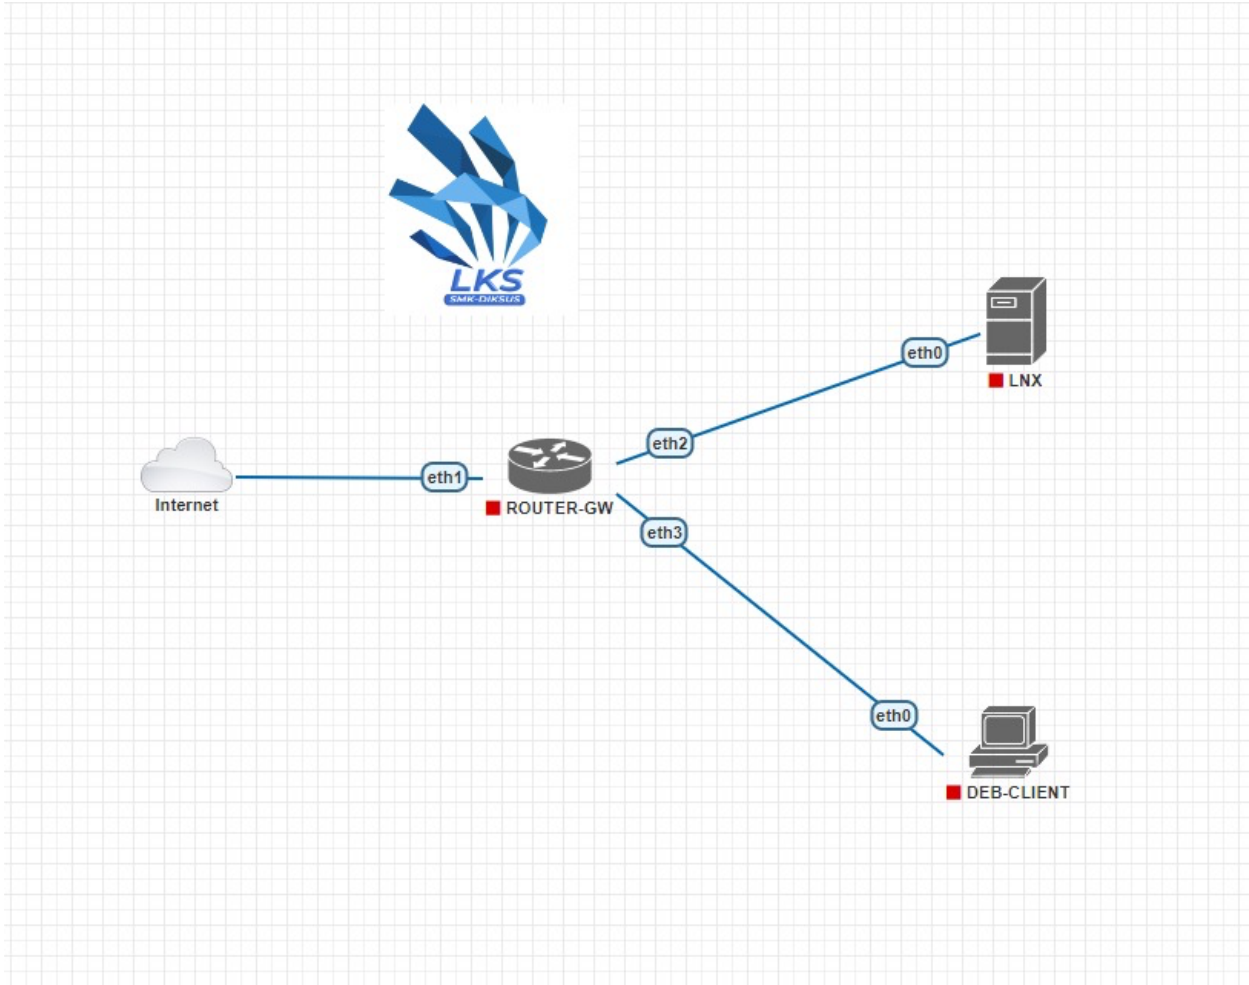 LKS
SMK-DIKSUS
eth0
LNX
eth2
eth1
Internet
ROUTER-GW
eth3
eth0
DEB-CLIENT